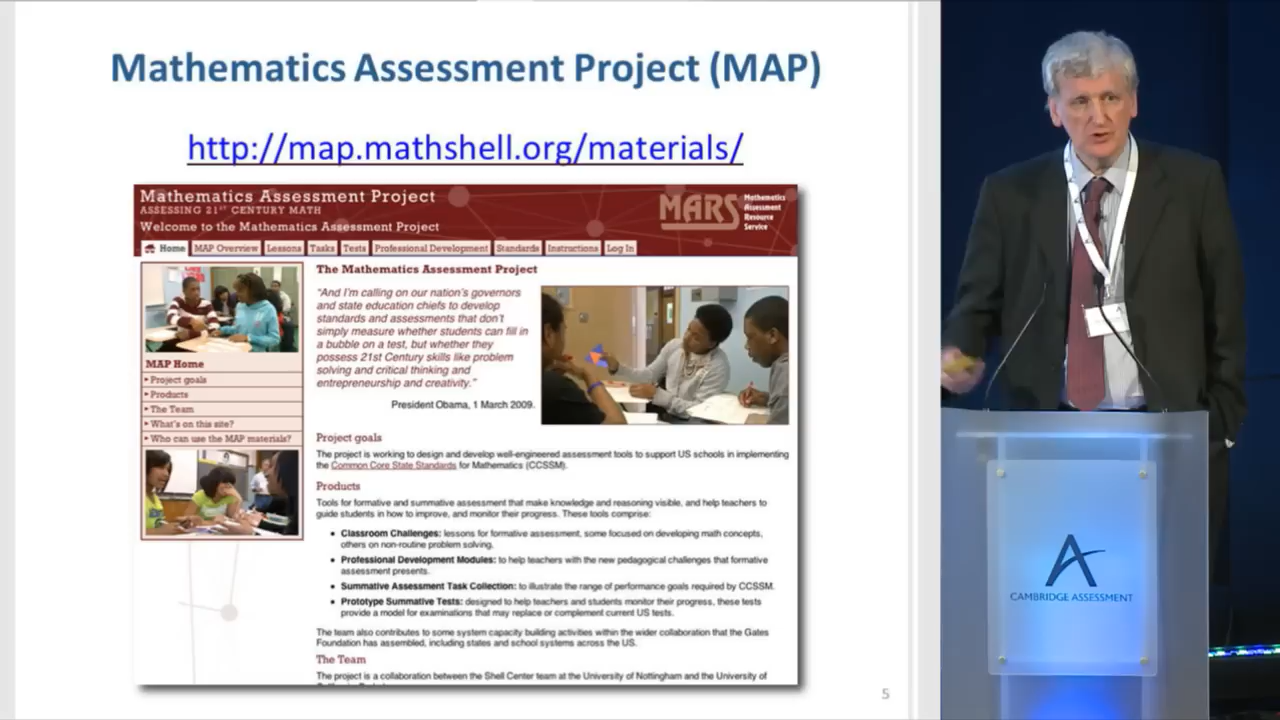 Mathematics Assessment Project (MAP)
http://map.mathshell.org/materials/
Mathematics Assessment Project
ASSESSING 21ST CENTURY MATH
Welcome to the Mathematics Assessment Project
MARS
Mathematics
Assessment
Resource
Service
Home MAP Overview Lessons Tasks Tests Professional Development Standards Instructions Log In
MAP Home
Project goals
Products
The Team
What's on this site?
Who can use the MAP materials?
The Mathematics Assessment Project
"And I'm calling on our nation's governors
and state education chiefs to develop
standards and assessments that don't
simply measure whether students can fill in
a bubble on a test, but whether they
possess 21st Century skills like problem
solving and critical thinking and
entrepreneurship and creativity."
President Obama, 1 March 2009.
Project goals
The project is working to design and develop well-engineered assessment tools to support US schools in implementing
the Common Core State Standards for Mathematics (CCSSM).
Products
Tools for formative and summative assessment that make knowledge and reasoning visible, and help teachers to
guide students in how to improve, and monitor their progress. These tools comprise:
• Classroom Challenges: lessons for formative assessment, some focused on developing math concepts,
others on non-routine problem solving.
• Professional Development Modules: to help teachers with the new pedagogical challenges that formative
assessment presents.
• Summative Assessment Task Collection: to illustrate the range of performance goals required by CCSSM.
• Prototype Summative Tests: designed to help teachers and students monitor their progress, these tests
provide a model for examinations that may replace or complement current US tests.
The team also contributes to some system capacity building activities within the wider collaboration that the Gates
Foundation has assembled, including states and school systems across the US.
The Team
The project is a collaboration between the Shell Center team at the University of Nottingham and the University of
5
CAMBRIDGE ASSESSMENT